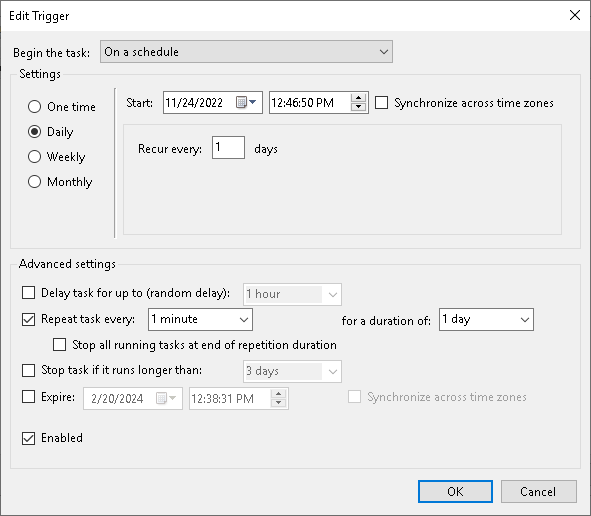 Edit Trigger
Begin the task: On a schedule
Settings
One time
Daily
Weekly
Monthly
Start: 11/24/2022 12:46:50 PM Synchronize across time zones
Recur every: 1 days
Advanced settings
Delay task for up to (random delay): 1 hour
Repeat task every: 1 minute for a duration of: 1 day
Stop all running tasks at end of repetition duration
Stop task if it runs longer than: 3 days
Expire: 2/20/2024 12:38:31 PM Synchronize across time zones
Enabled
OK Cancel